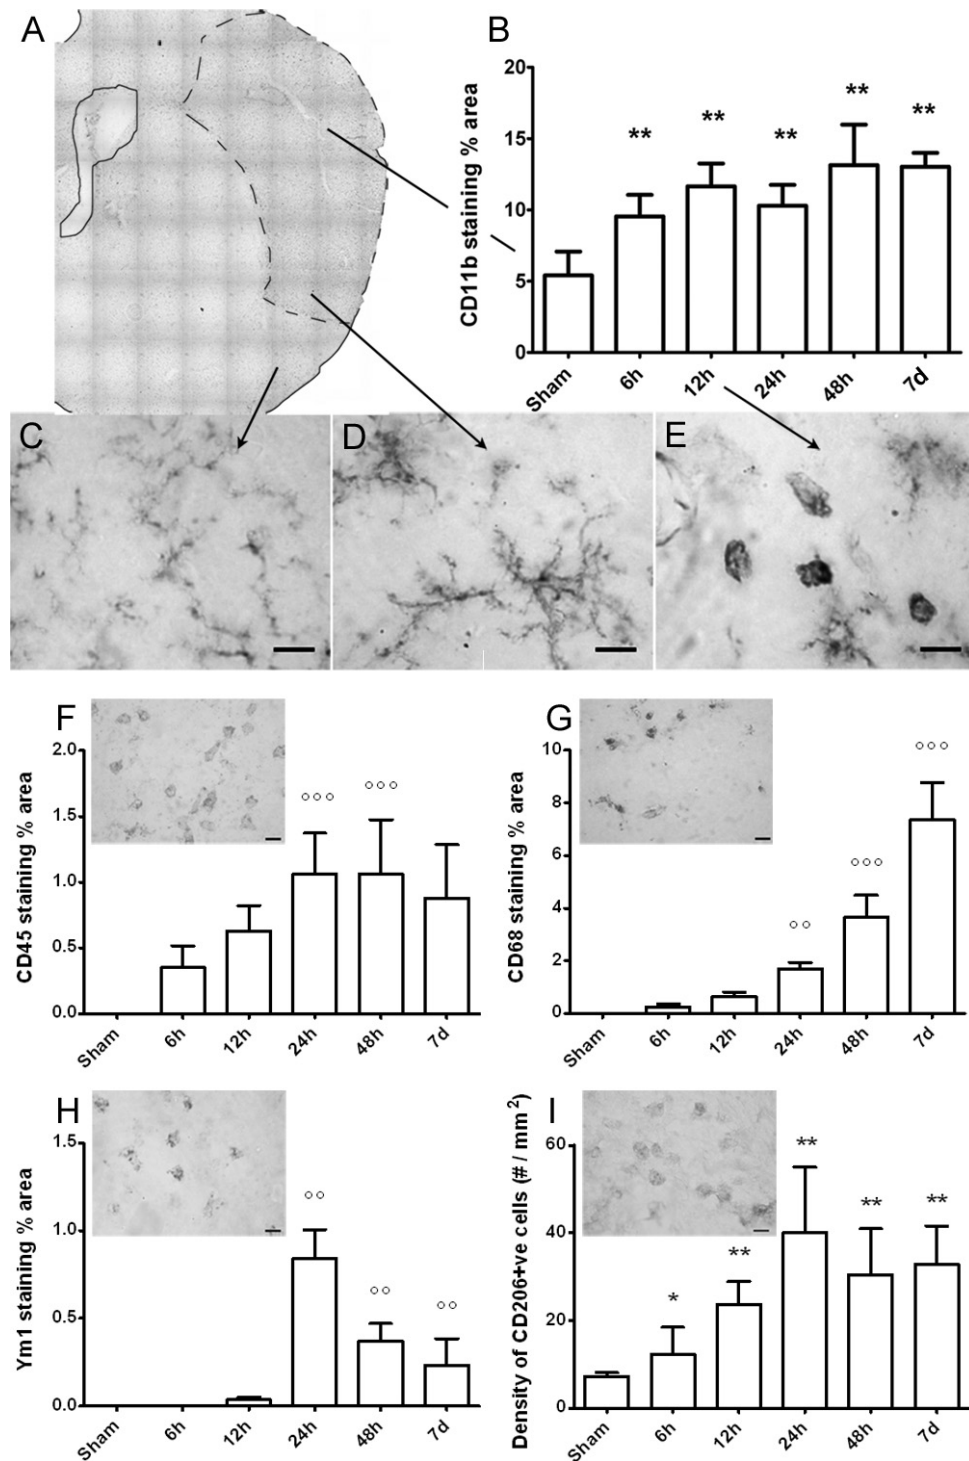 A
B
CD11b staining % area
20
15
10
5
0
**
**
**
**
**
Sham
6h
12h
24h
48h
7d
C
D
E
F
CD45 staining % area
2.0
1.5
1.0
0.5
0.0
°°°
°°°
Sham
6h
12h
24h
48h
7d
G
CD68 staining % area
10
8
6
4
2
0
°°
°°°
°°°
Sham
6h
12h
24h
48h
7d
H
Ym1 staining % area
1.5
1.0
0.5
0.0
°°
°°
°°
Sham
6h
12h
24h
48h
7d
I
Density of CD206+ve cells (# / mm²)
60
40
20
0
*
**
**
**
**
Sham
6h
12h
24h
48h
7d